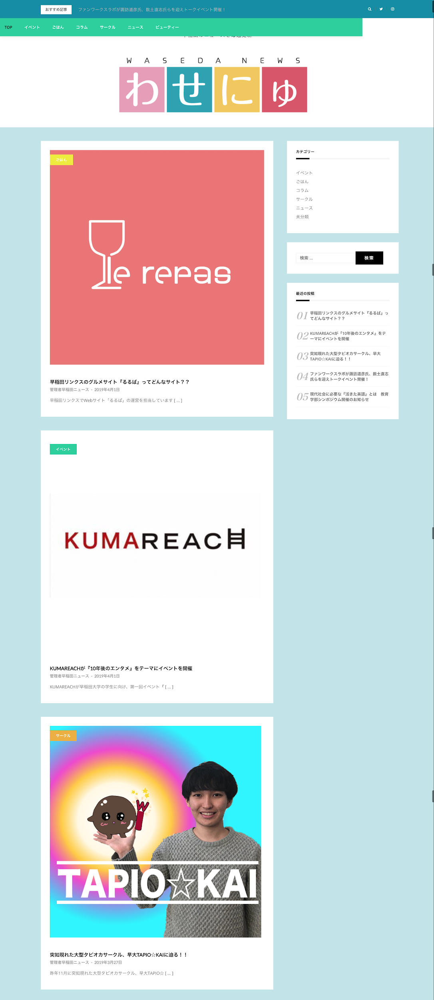 おすすめ記事
ファンワークスラボが諏訪道彦氏、数土直志氏らを迎えトークイベント開催！
TOP イベント ごはん コラム サークル ニュース ビューティー
WASEDA NEWS
わせにゅ
ごはん
le repas
早稲田リンクスのグルメサイト『るるぱ』ってどんなサイト？？
管理者早稲田ニュース - 2019年4月1日
早稲田リンクスでWebサイト「るるぱ」の運営を担当しています [ … ]
イベント
KUMAREACH
KUMAREACHが『10年後のエンタメ』をテーマにイベントを開催
管理者早稲田ニュース - 2019年4月1日
KUMAREACHが早稲田大学の学生に向け、第一回イベント『 [ … ]
サークル
W
TAPIO☆KAI
突如現れた大型タピオカサークル、早大TAPIO☆KAIに迫る！！
管理者早稲田ニュース - 2019年3月27日
昨年11月に突如現れた大型タピオカサークル、早大TAPIO☆ [ … ]
カテゴリー
イベント
ごはん
コラム
サークル
ニュース
未分類
検索 …
検索
最近の投稿
01 早稲田リンクスのグルメサイト『るるぱ』っ
てどんなサイト？？
02 KUMAREACHが『10年後のエンタメ』をテ
ーマにイベントを開催
03 突如現れた大型タピオカサークル、早大
TAPIO☆KAIに迫る！！
04 ファンワークスラボが諏訪道彦氏、数土直志
氏らを迎えトークイベント開催！
05 現代社会に必要な『活きた英語』とは　教育
学部シンポジウム開催のお知らせ